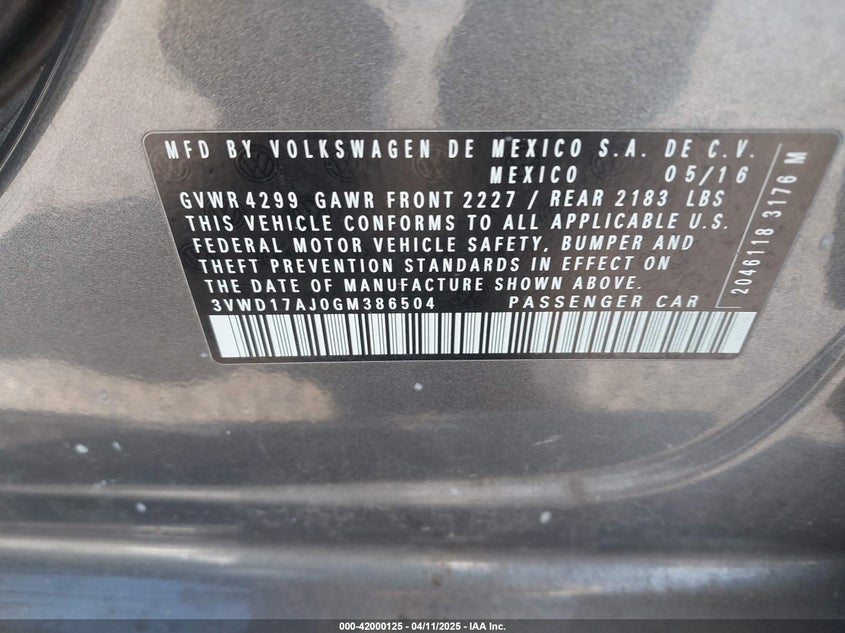 MFD BY VOLKSWAGEN DE MEXICO S.A. DE C.V.
MEXICO 05/16
GVWR 4299 GAWR FRONT 2227 / REAR 2183 LBS
THIS VEHICLE CONFORMS TO ALL APPLICABLE U.S.
FEDERAL MOTOR VEHICLE SAFETY, BUMPER AND
THEFT PREVENTION STANDARDS IN EFFECT ON
THE DATE OF MANUFACTURE SHOWN ABOVE.
3VWD17AJ0GM386504 PASSENGER CAR
2046118 3176 M
000-42000125 - 04/11/2025 - IAA Inc.